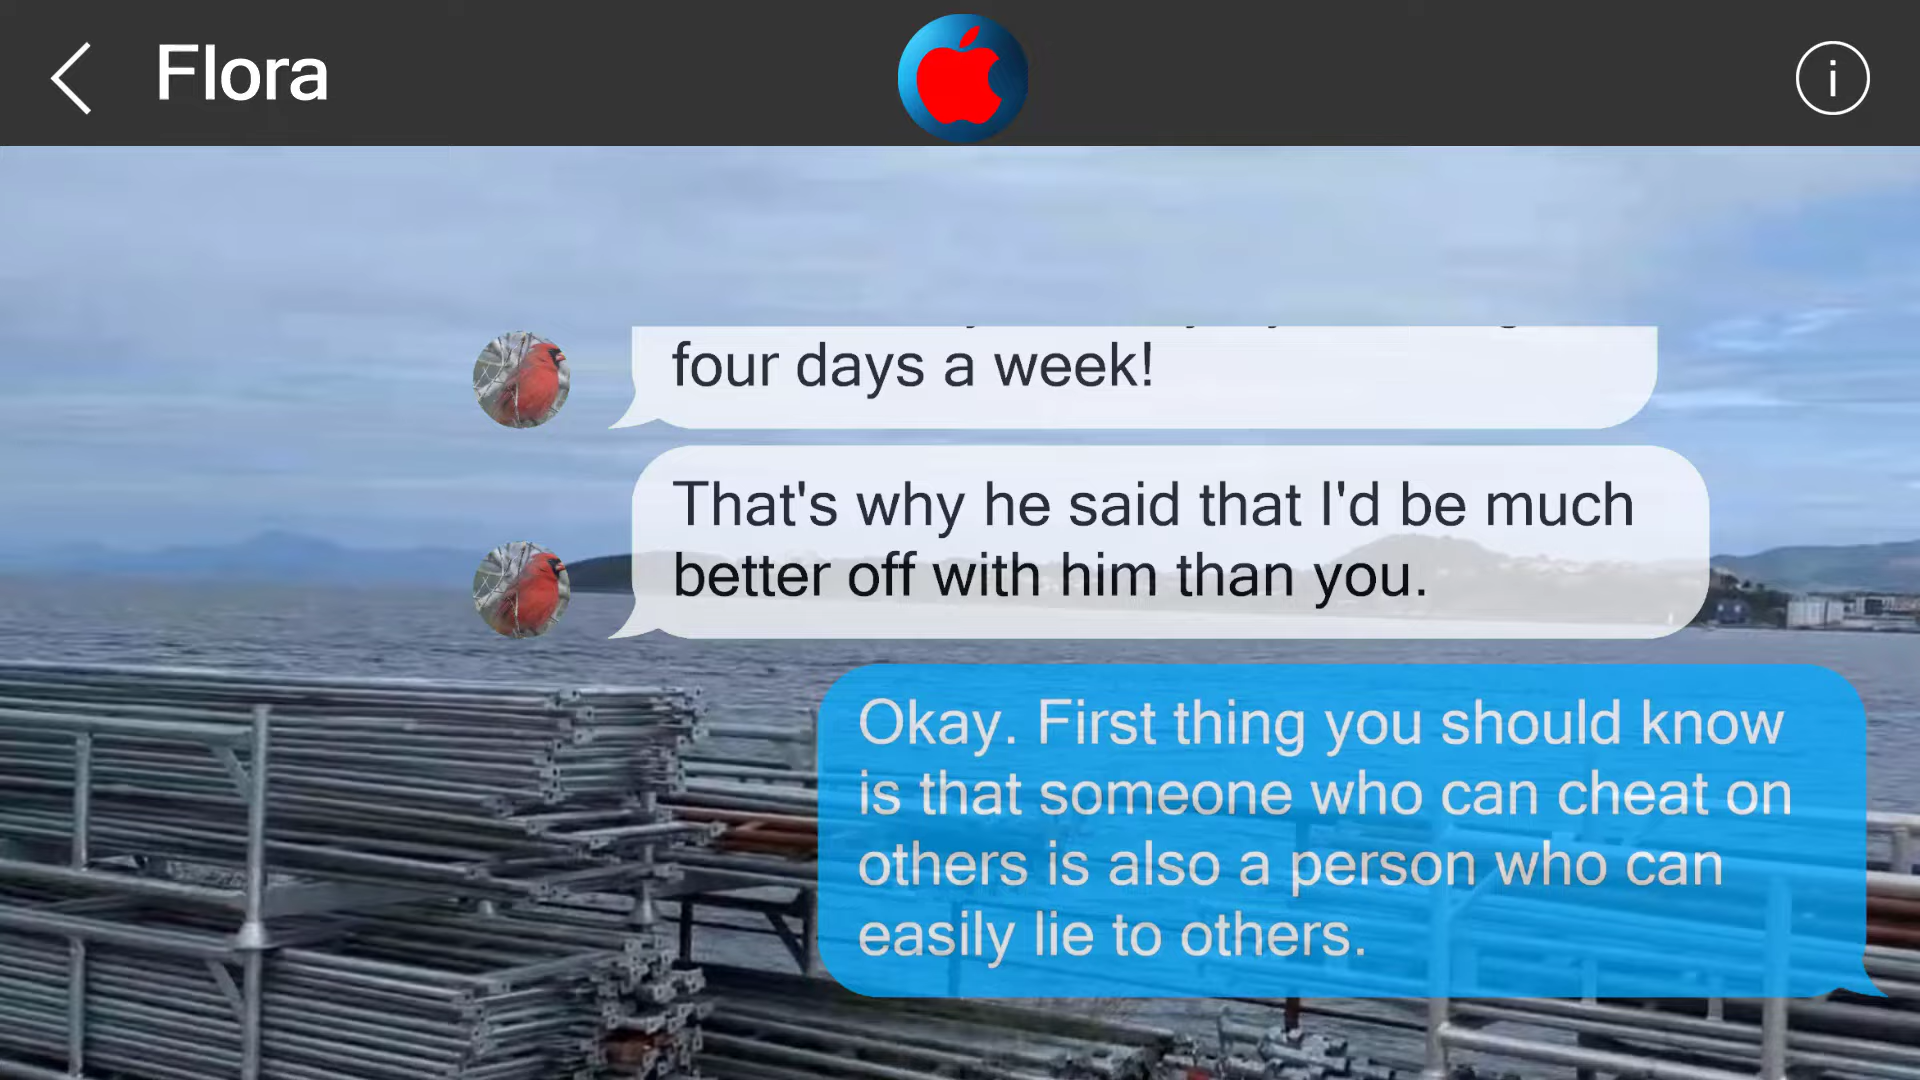 Flora
four days a week!
That's why he said that I'd be much
better off with him than you.
Okay. First thing you should know
is that someone who can cheat on
others is also a person who can
easily lie to others.